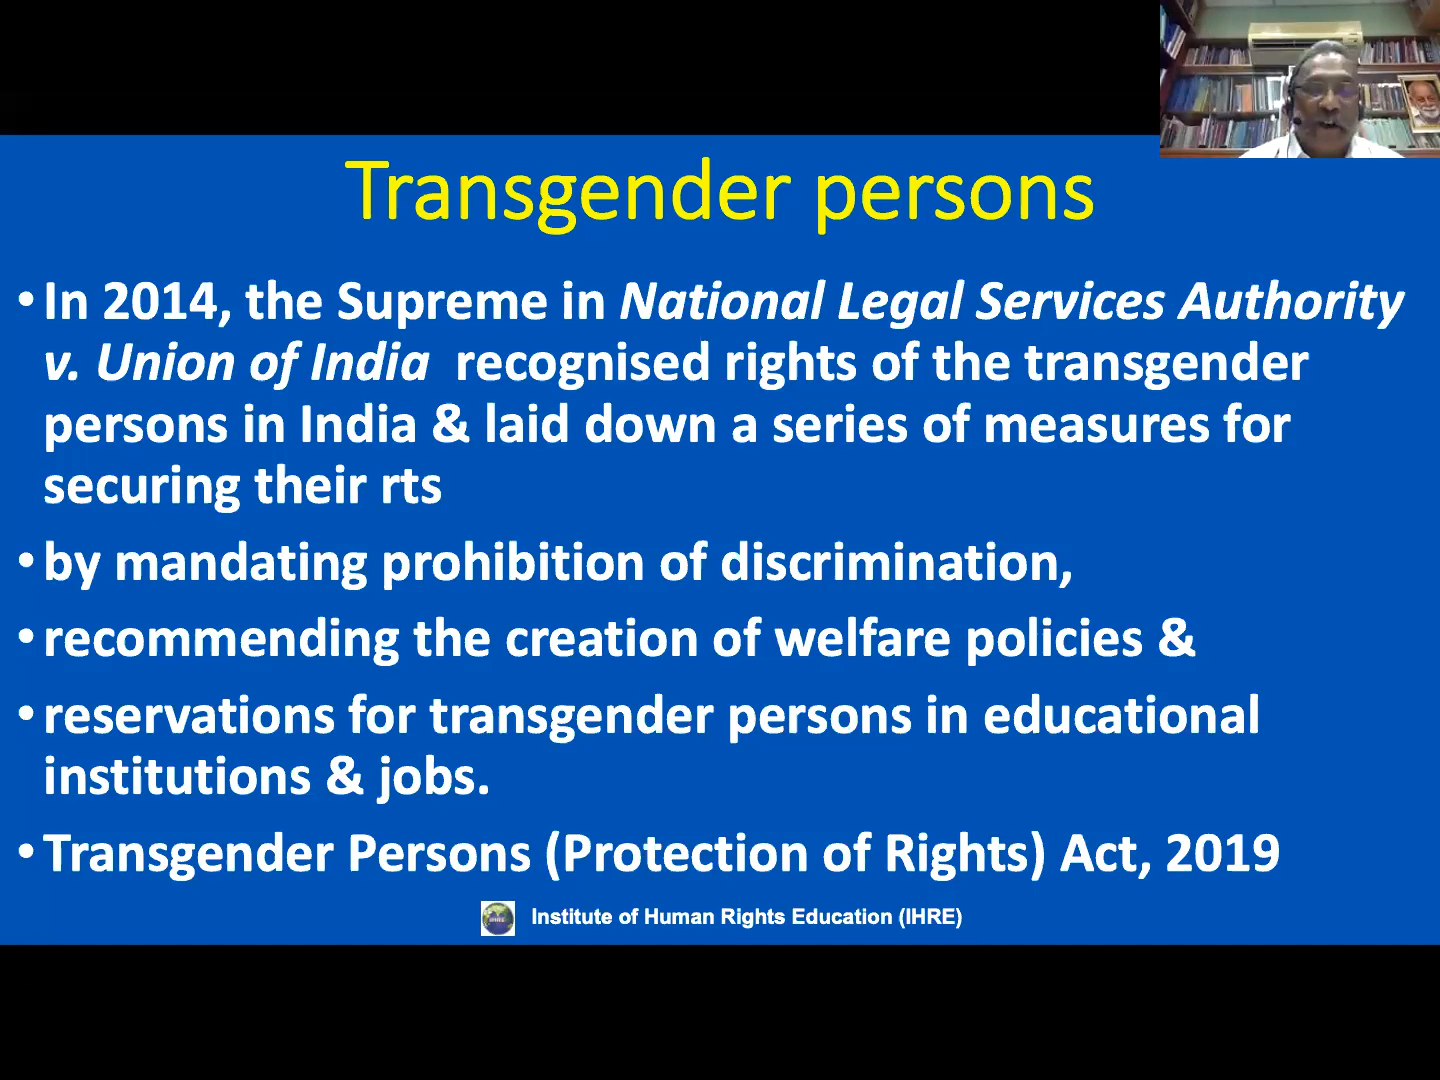 Transgender persons
• In 2014, the Supreme in National Legal Services Authority
v. Union of India recognised rights of the transgender
persons in India & laid down a series of measures for
securing their rts
• by mandating prohibition of discrimination,
• recommending the creation of welfare policies &
• reservations for transgender persons in educational
institutions & jobs.
• Transgender Persons (Protection of Rights) Act, 2019
IHRE
Institute of Human Rights Education (IHRE)